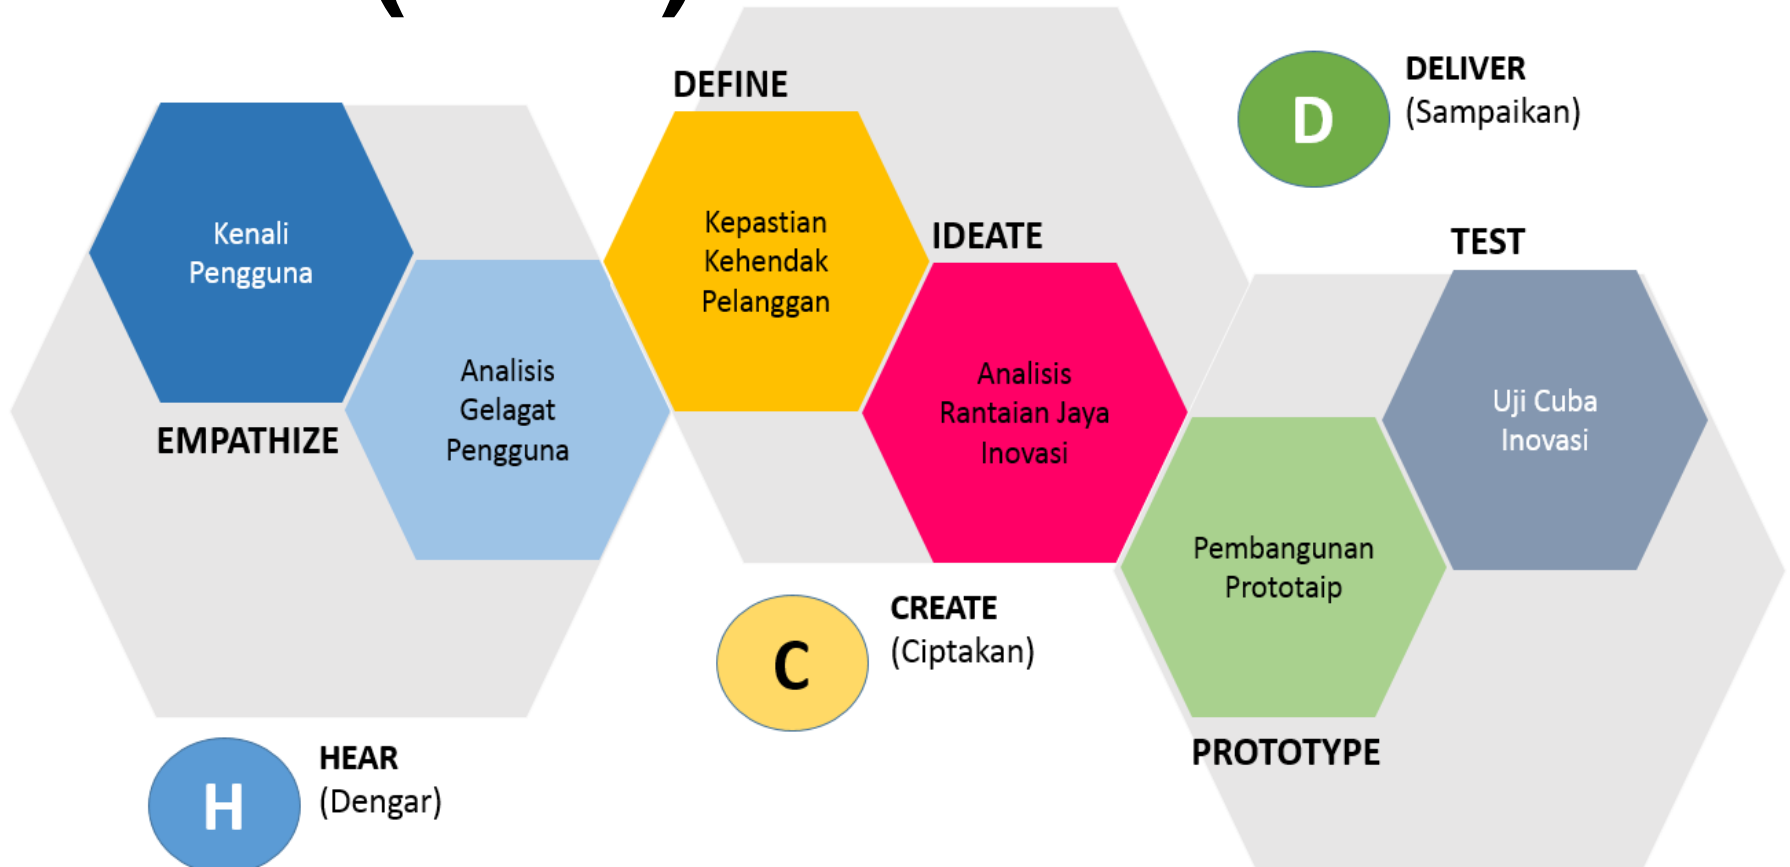 DEFINE
D
DELIVER
(Sampaikan)
Kenali
Pengguna
Kepastian
Kehendak
Pelanggan
IDEATE
TEST
EMPATHIZE
Analisis
Gelagat
Pengguna
Analisis
Rantaian Jaya
Inovasi
Uji Cuba
Inovasi
Pembangunan
Prototaip
C
CREATE
(Ciptakan)
PROTOTYPE
H
HEAR
(Dengar)